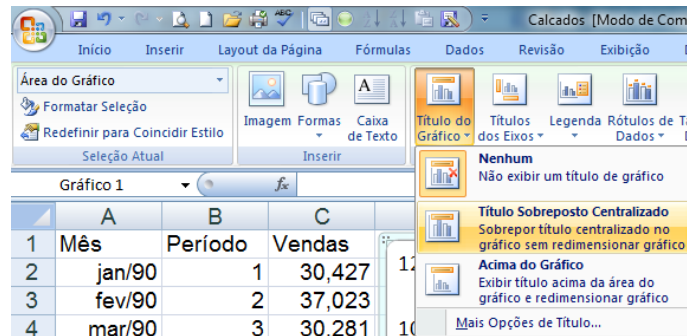 Calcados [Modo de Com
Início Inserir Layout da Página Fórmulas Dados Revisão Exibição
Área do Gráfico
Formatar Seleção
Redefinir para Coincidir Estilo
Seleção Atual
Imagem Formas Caixa de Texto
Inserir
Título do Gráfico
Títulos dos Eixos
Legenda
Rótulos de Dados
Gráfico 1
fx
Nenhum
Não exibir um título de gráfico
Título Sobreposto Centralizado
Sobrepor título centralizado no
gráfico sem redimensionar gráfico
Acima do Gráfico
Exibir título acima da área do
gráfico e redimensionar gráfico
Mais Opções de Título...
A B C
1 Mês Período Vendas
2 jan/90 1 30,427
3 fev/90 2 37,023
4 mar/90 3 30,281